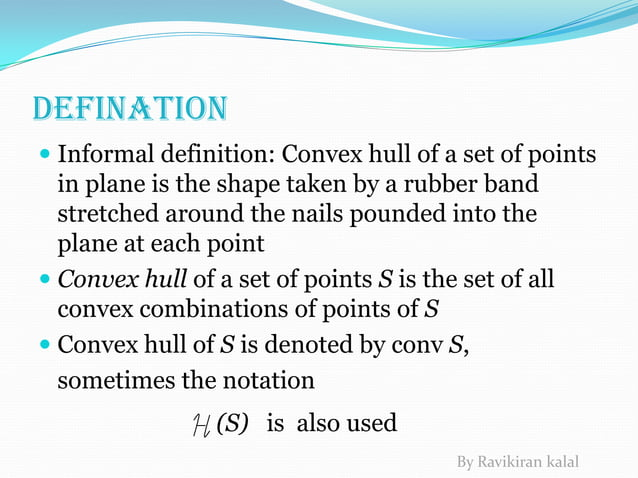 DEFINATION
• Informal definition: Convex hull of a set of points
in plane is the shape taken by a rubber band
stretched around the nails pounded into the
plane at each point
• Convex hull of a set of points S is the set of all
convex combinations of points of S
• Convex hull of S is denoted by conv S,
sometimes the notation
H (S) is also used
By Ravikiran kalal